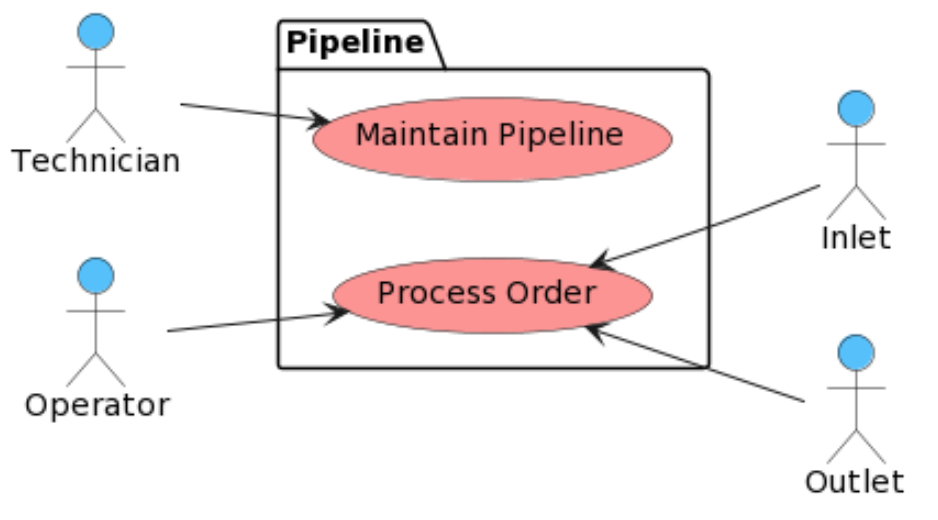 Pipeline
Technician
Maintain Pipeline
Inlet
Process Order
Operator
Outlet